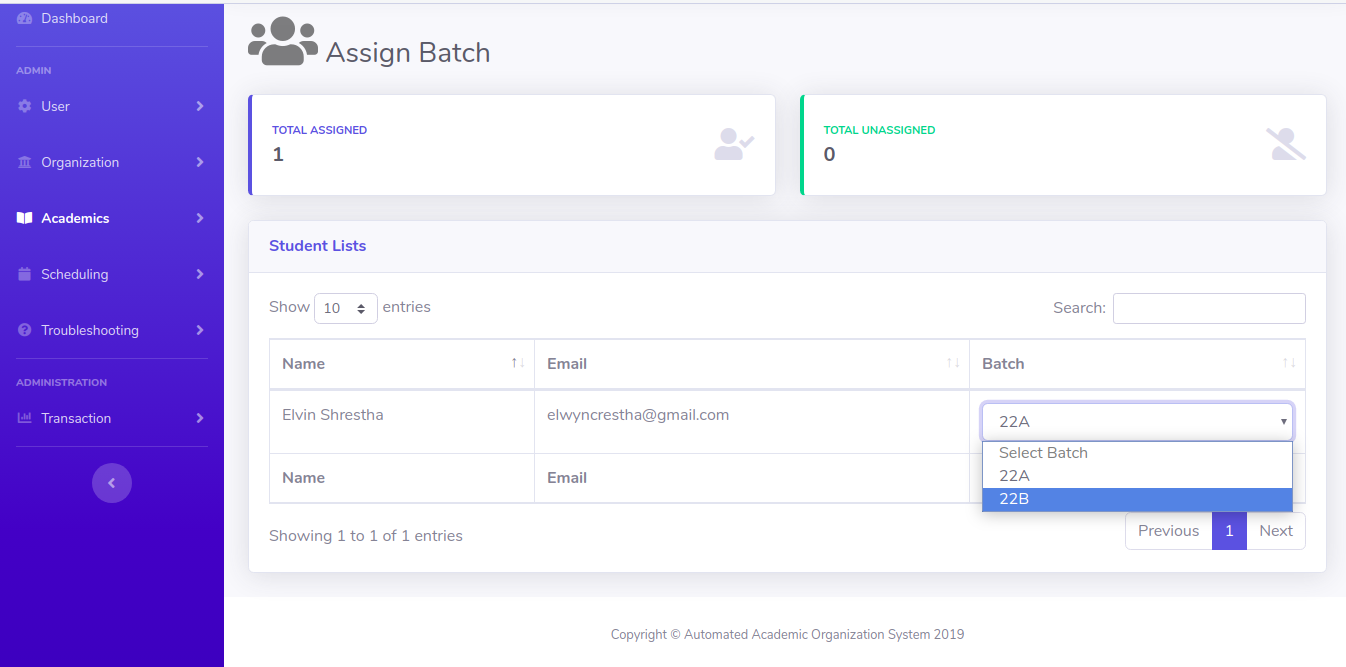 Dashboard
ADMIN
User
Organization
Academics
Scheduling
Troubleshooting
ADMINISTRATION
Transaction
Assign Batch
TOTAL ASSIGNED
1
TOTAL UNASSIGNED
0
Student Lists
Show 10 entries
Search:
Name Email Batch
Elvin Shrestha elwyncrestha@gmail.com 22A
Select Batch
22A
22B
Name Email
Showing 1 to 1 of 1 entries
Previous 1 Next
Copyright © Automated Academic Organization System 2019